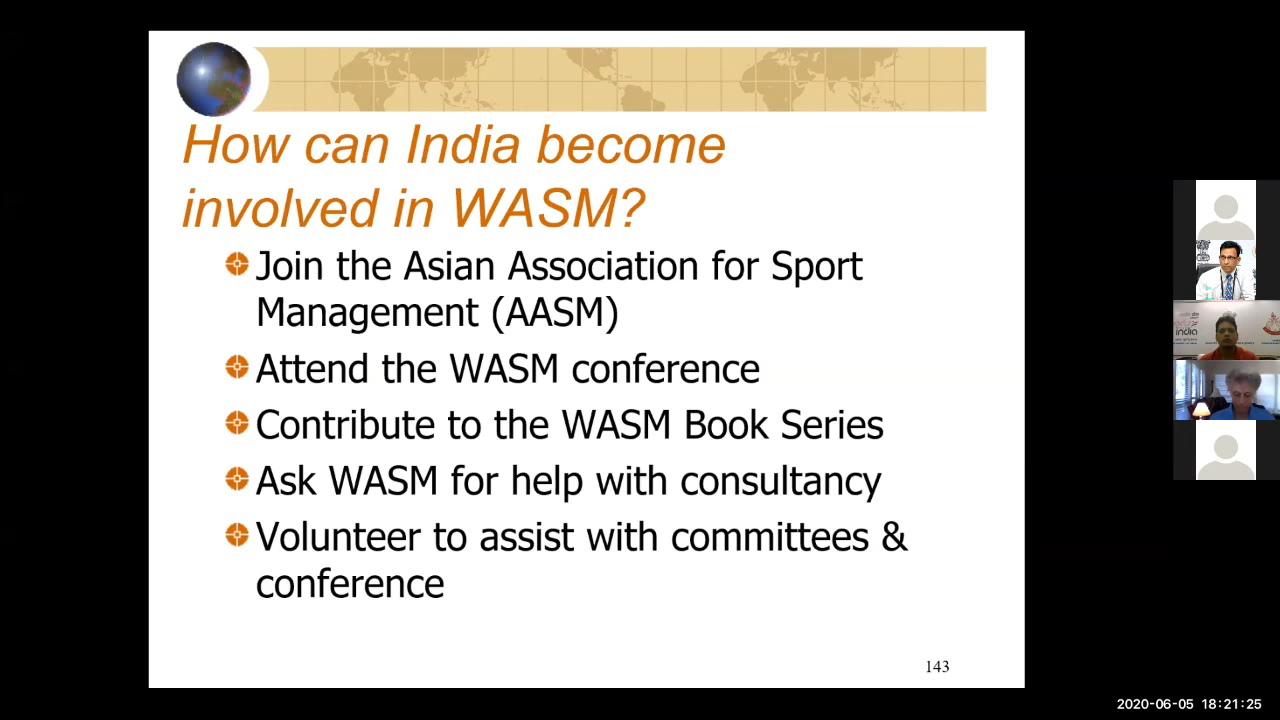 How can India become
involved in WASM?
Join the Asian Association for Sport
Management (AASM)
Attend the WASM conference
Contribute to the WASM Book Series
Ask WASM for help with consultancy
Volunteer to assist with committees &
conference
143
india
2020-06-05 18:21:25